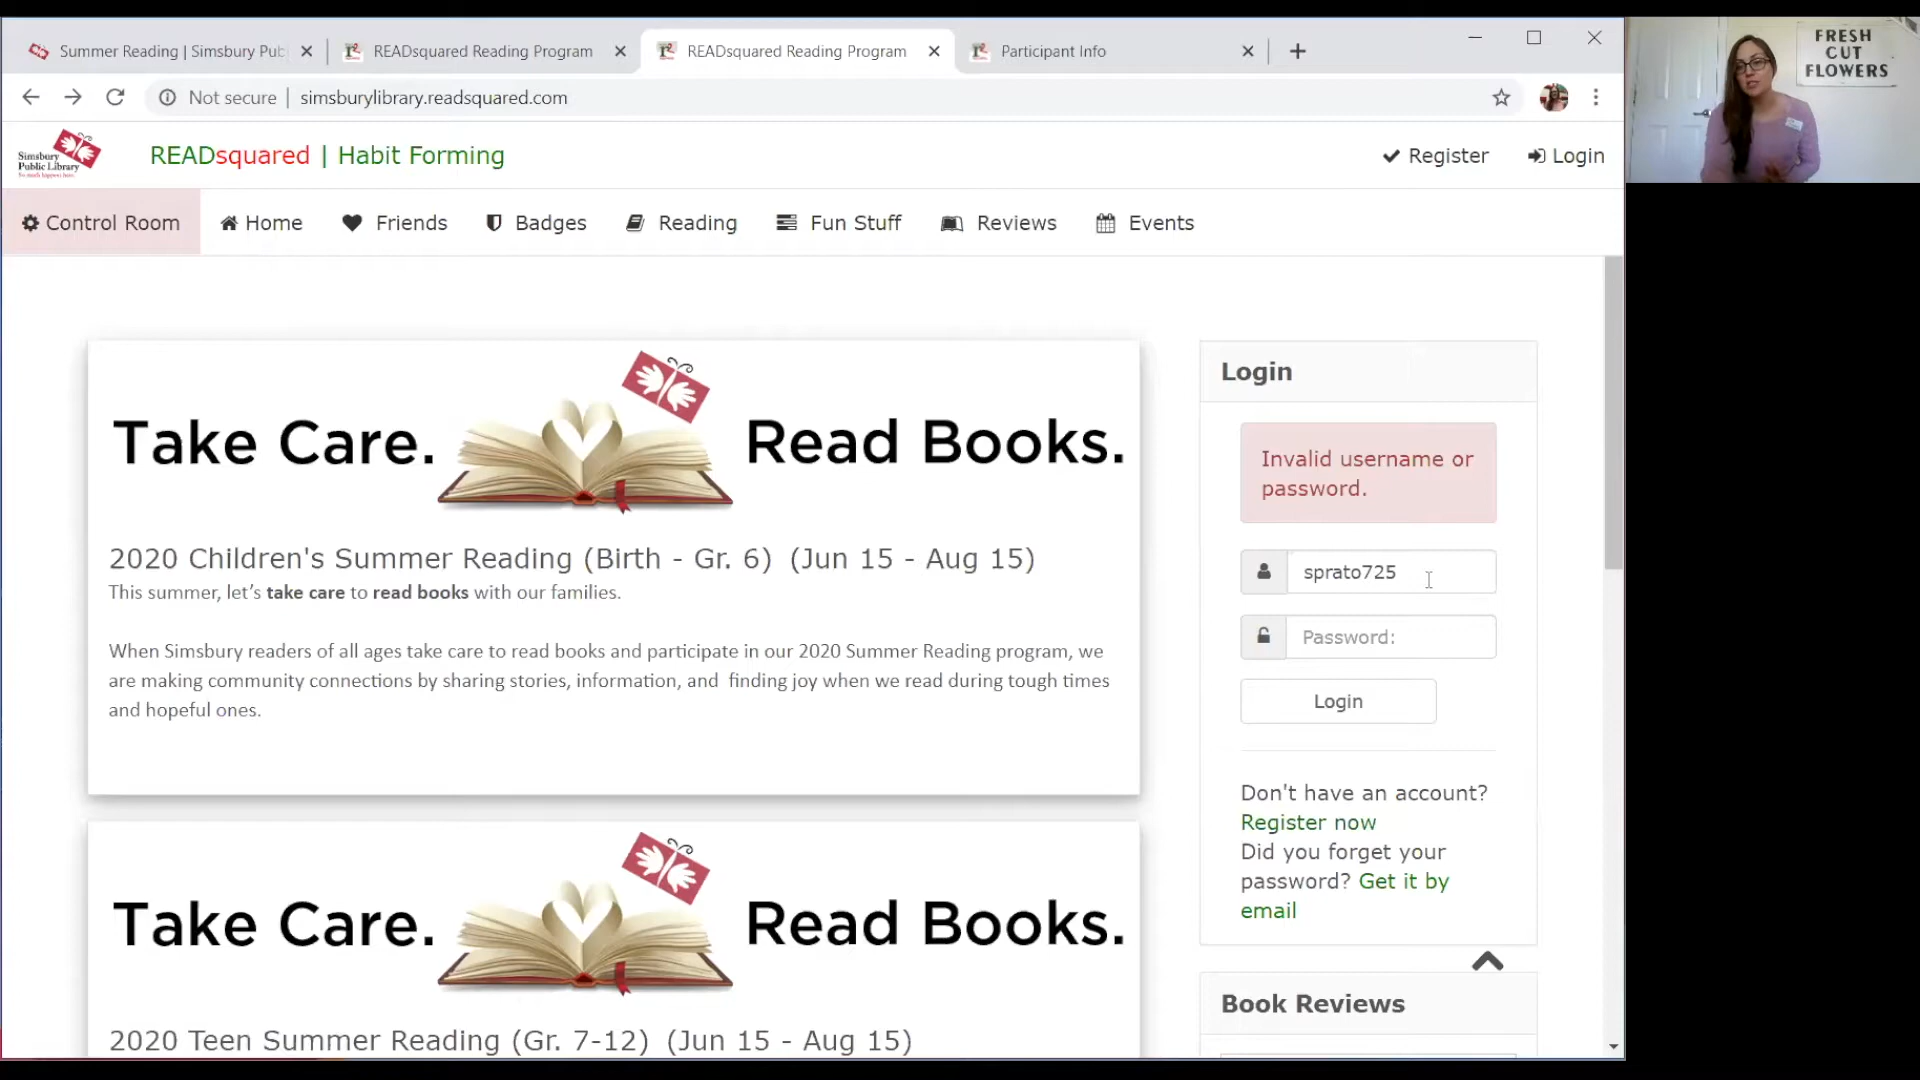 Summer Reading | Simsbury Pub
READsquared Reading Program
READsquared Reading Program
Participant Info
Not secure
simsburylibrary.readsquared.com
Simsbury
Public Library
READsquared | Habit Forming
Register
Login
Control Room
Home
Friends
Badges
Reading
Fun Stuff
Reviews
Events
Take Care. Read Books.
2020 Children's Summer Reading (Birth - Gr. 6) (Jun 15 - Aug 15)
This summer, let’s take care to read books with our families.
When Simsbury readers of all ages take care to read books and participate in our 2020 Summer Reading program, we
are making community connections by sharing stories, information, and finding joy when we read during tough times
and hopeful ones.
Take Care. Read Books.
2020 Teen Summer Reading (Gr. 7-12) (Jun 15 - Aug 15)
Login
Invalid username or
password.
sprato725
Password:
Login
Don't have an account?
Register now
Did you forget your
password? Get it by
email
Book Reviews
FRESH
CUT
FLOWERS